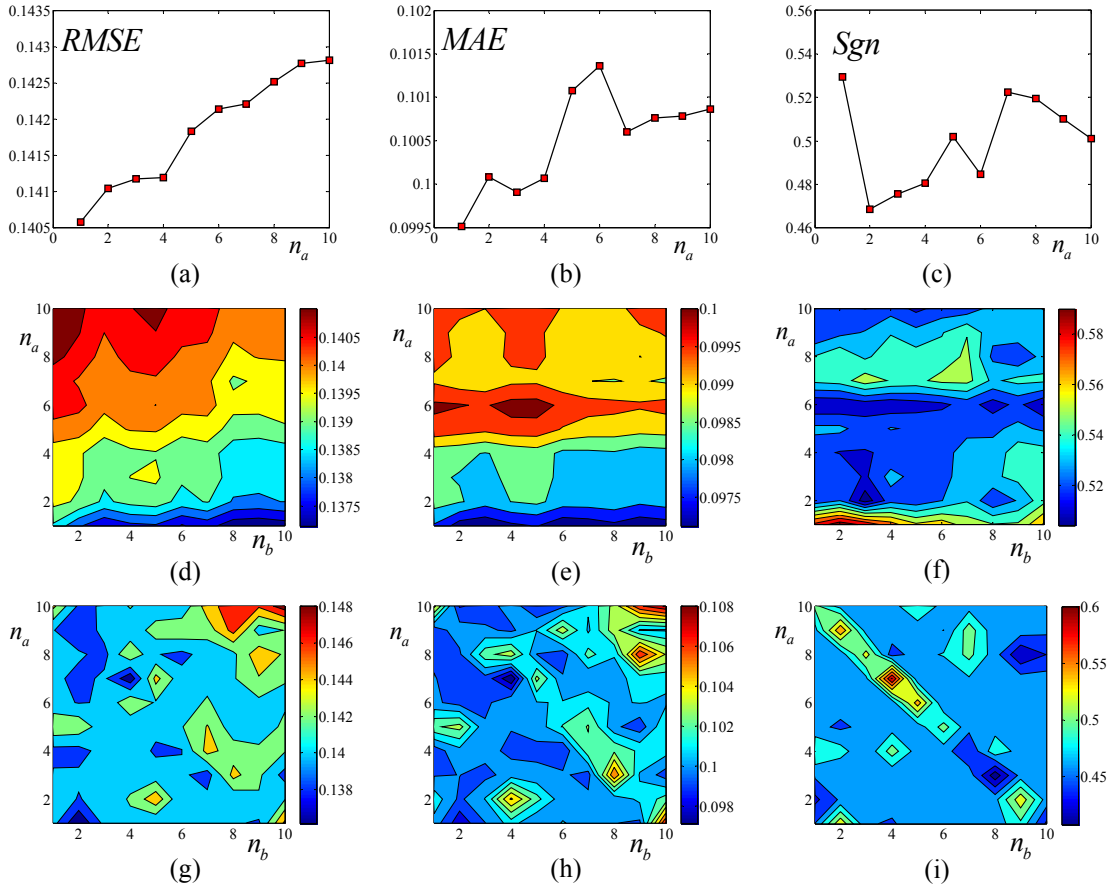 0.1435
0.143
0.1425
0.142
0.1415
0.141
0.1405
0 2 4 6 8 10
RMSE
n_a
(a)
0.102
0.1015
0.101
0.1005
0.1
0.0995
0 2 4 6 8 10
MAE
n_a
(b)
0.56
0.54
0.52
0.5
0.48
0.46
0 2 4 6 8 10
Sgn
n_a
(c)
10
8
6
4
2
n_a
2 4 6 8 10
n_b
0.1405
0.14
0.1395
0.139
0.1385
0.138
0.1375
(d)
10
8
6
4
2
n_a
2 4 6 8 10
n_b
0.1
0.0995
0.099
0.0985
0.098
0.0975
(e)
10
8
6
4
2
n_a
2 4 6 8 10
n_b
0.58
0.56
0.54
0.52
(f)
10
8
6
4
2
n_a
2 4 6 8 10
n_b
0.148
0.146
0.144
0.142
0.14
0.138
(g)
10
8
6
4
2
n_a
2 4 6 8 10
n_b
0.108
0.106
0.104
0.102
0.1
0.098
(h)
10
8
6
4
2
n_a
2 4 6 8 10
n_b
0.6
0.55
0.5
0.45
(i)